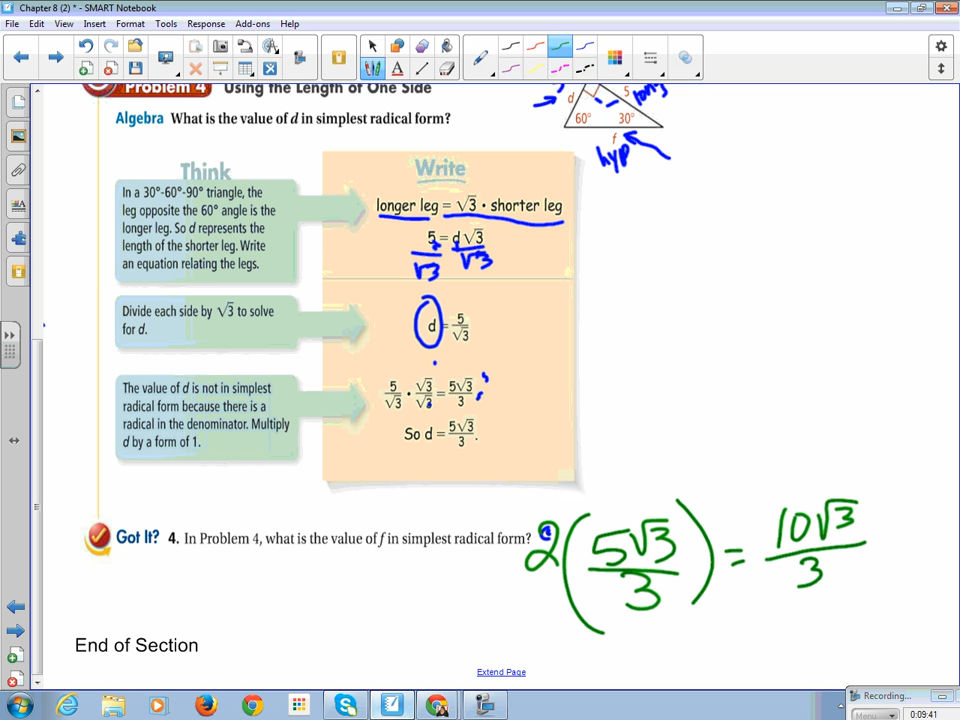 Chapter 8 (2) * - SMART Notebook
File Edit View Insert Format Tools Response Add-ons Help
Problem 4 Using the Length of One Side
Algebra What is the value of d in simplest radical form?
d 5 long
60° 30°
f
hyp
Think
In a 30°-60°-90° triangle, the
leg opposite the 60° angle is the
longer leg. So d represents the
length of the shorter leg. Write
an equation relating the legs.
Divide each side by √3 to solve
for d.
The value of d is not in simplest
radical form because there is a
radical in the denominator. Multiply
d by a form of 1.
Write
longer leg = √3 • shorter leg
5 = d√3
√3 √3
d = 5/√3
5/√3 • √3/√3 = 5√3/3
So d = 5√3/3.
Got It? 4. In Problem 4, what is the value of f in simplest radical form?
2(5√3/3) = 10√3/3
End of Section
Extend Page
Recording...
Menu
0:09:41